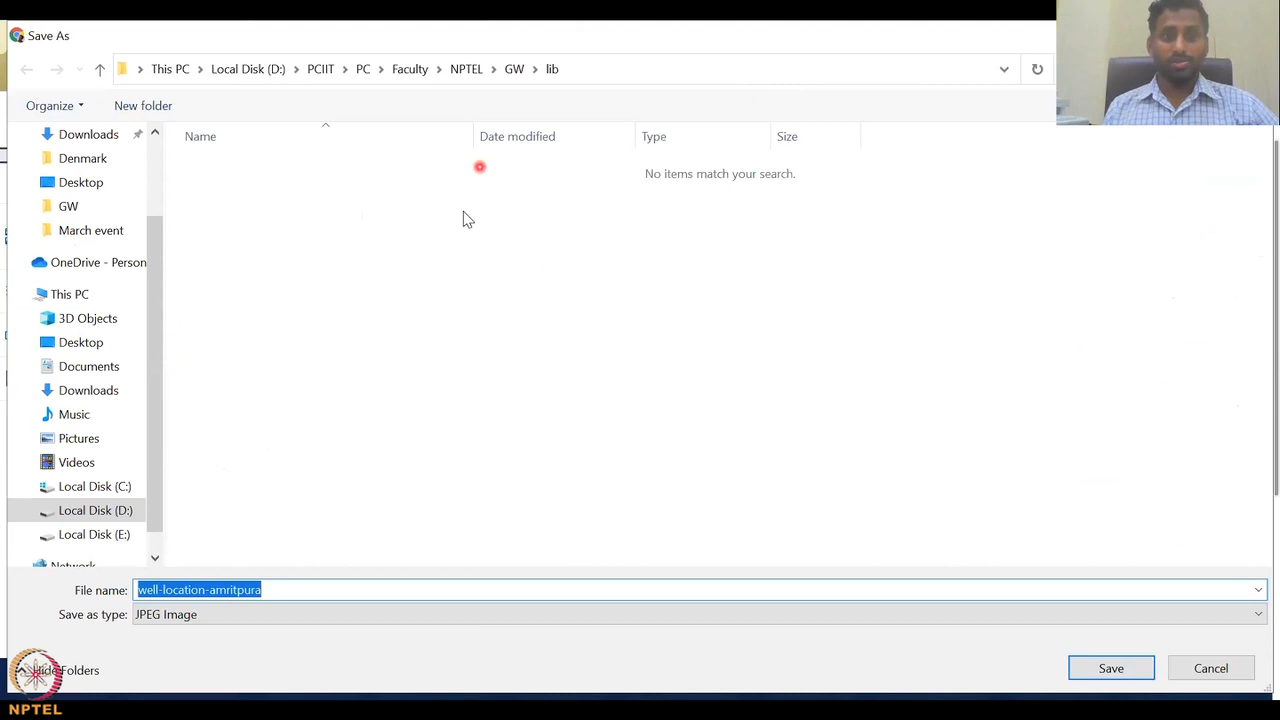 Save As
This PC
Local Disk (D:)
PCIIT
PC
Faculty
NPTEL
GW
lib
Organize
New folder
Name
Date modified
Type
Size
No items match your search.
Downloads
Denmark
Desktop
GW
March event
OneDrive - Person
This PC
3D Objects
Desktop
Documents
Downloads
Music
Pictures
Videos
Local Disk (C:)
Local Disk (D:)
Local Disk (E:)
Network
File name: well-location-amritpura
Save as type: JPEG Image
Hide Folders
Save
Cancel
NPTEL